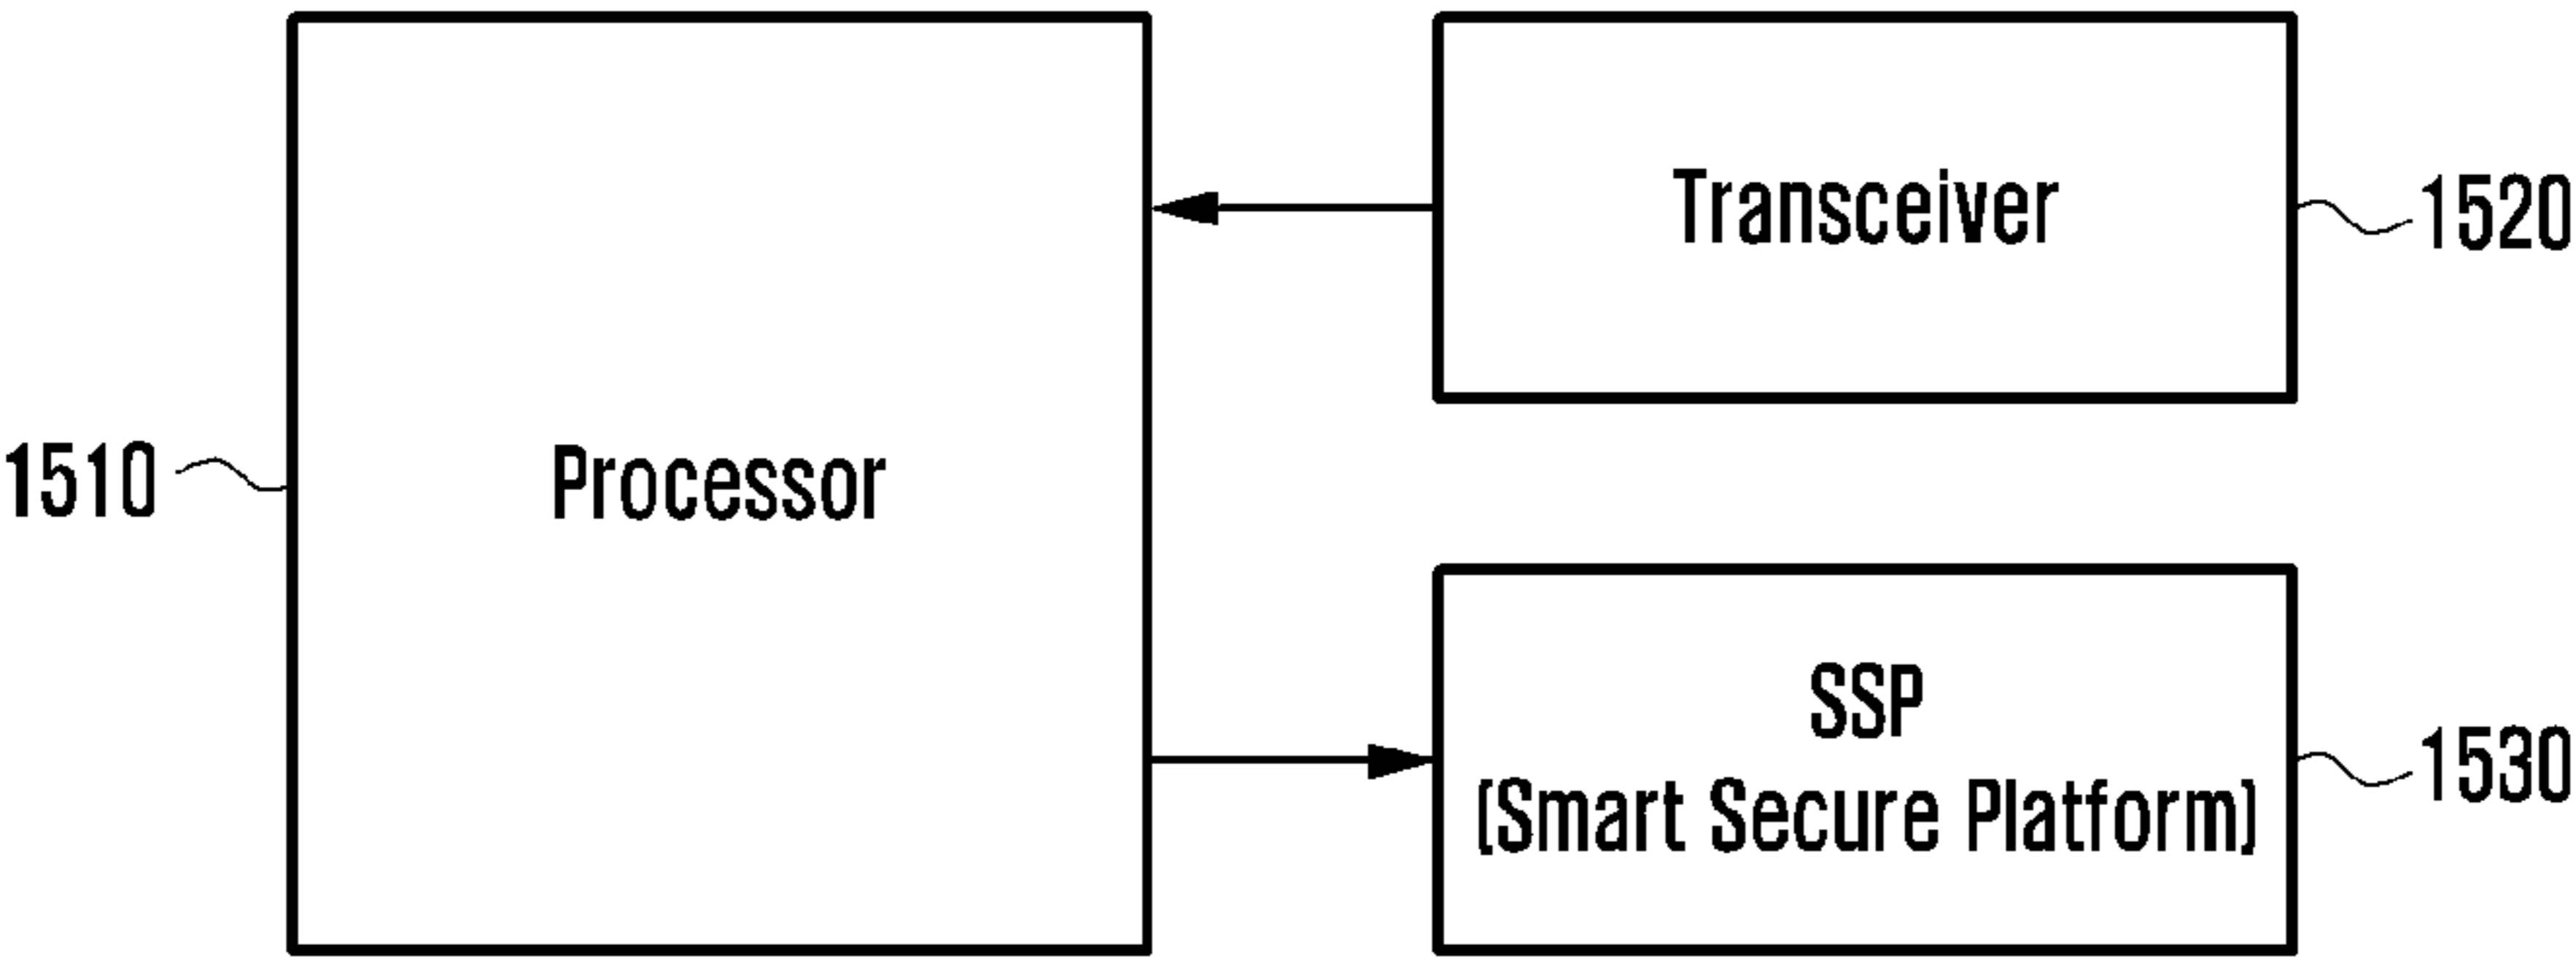 Transceiver
1520
1510
Processor
SSP
(Smart Secure Platform)
1530